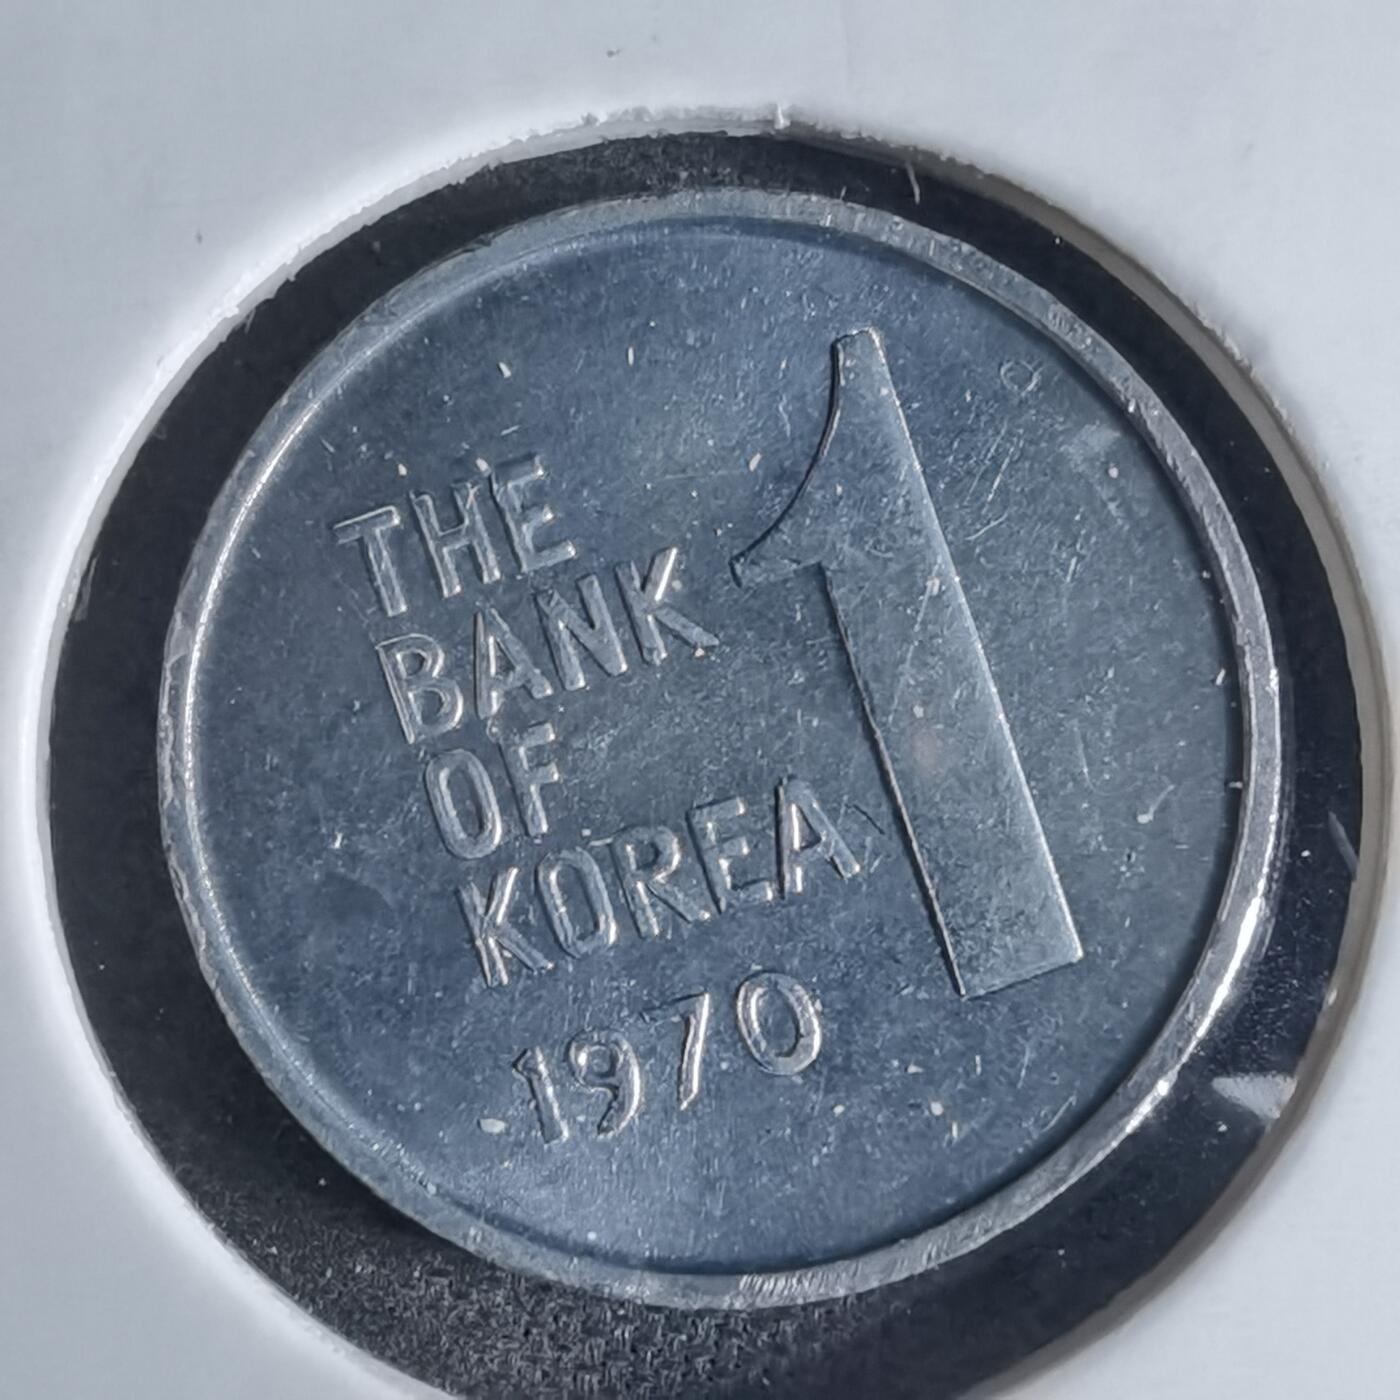 THE
BANK
OF
KOREA
1970
1